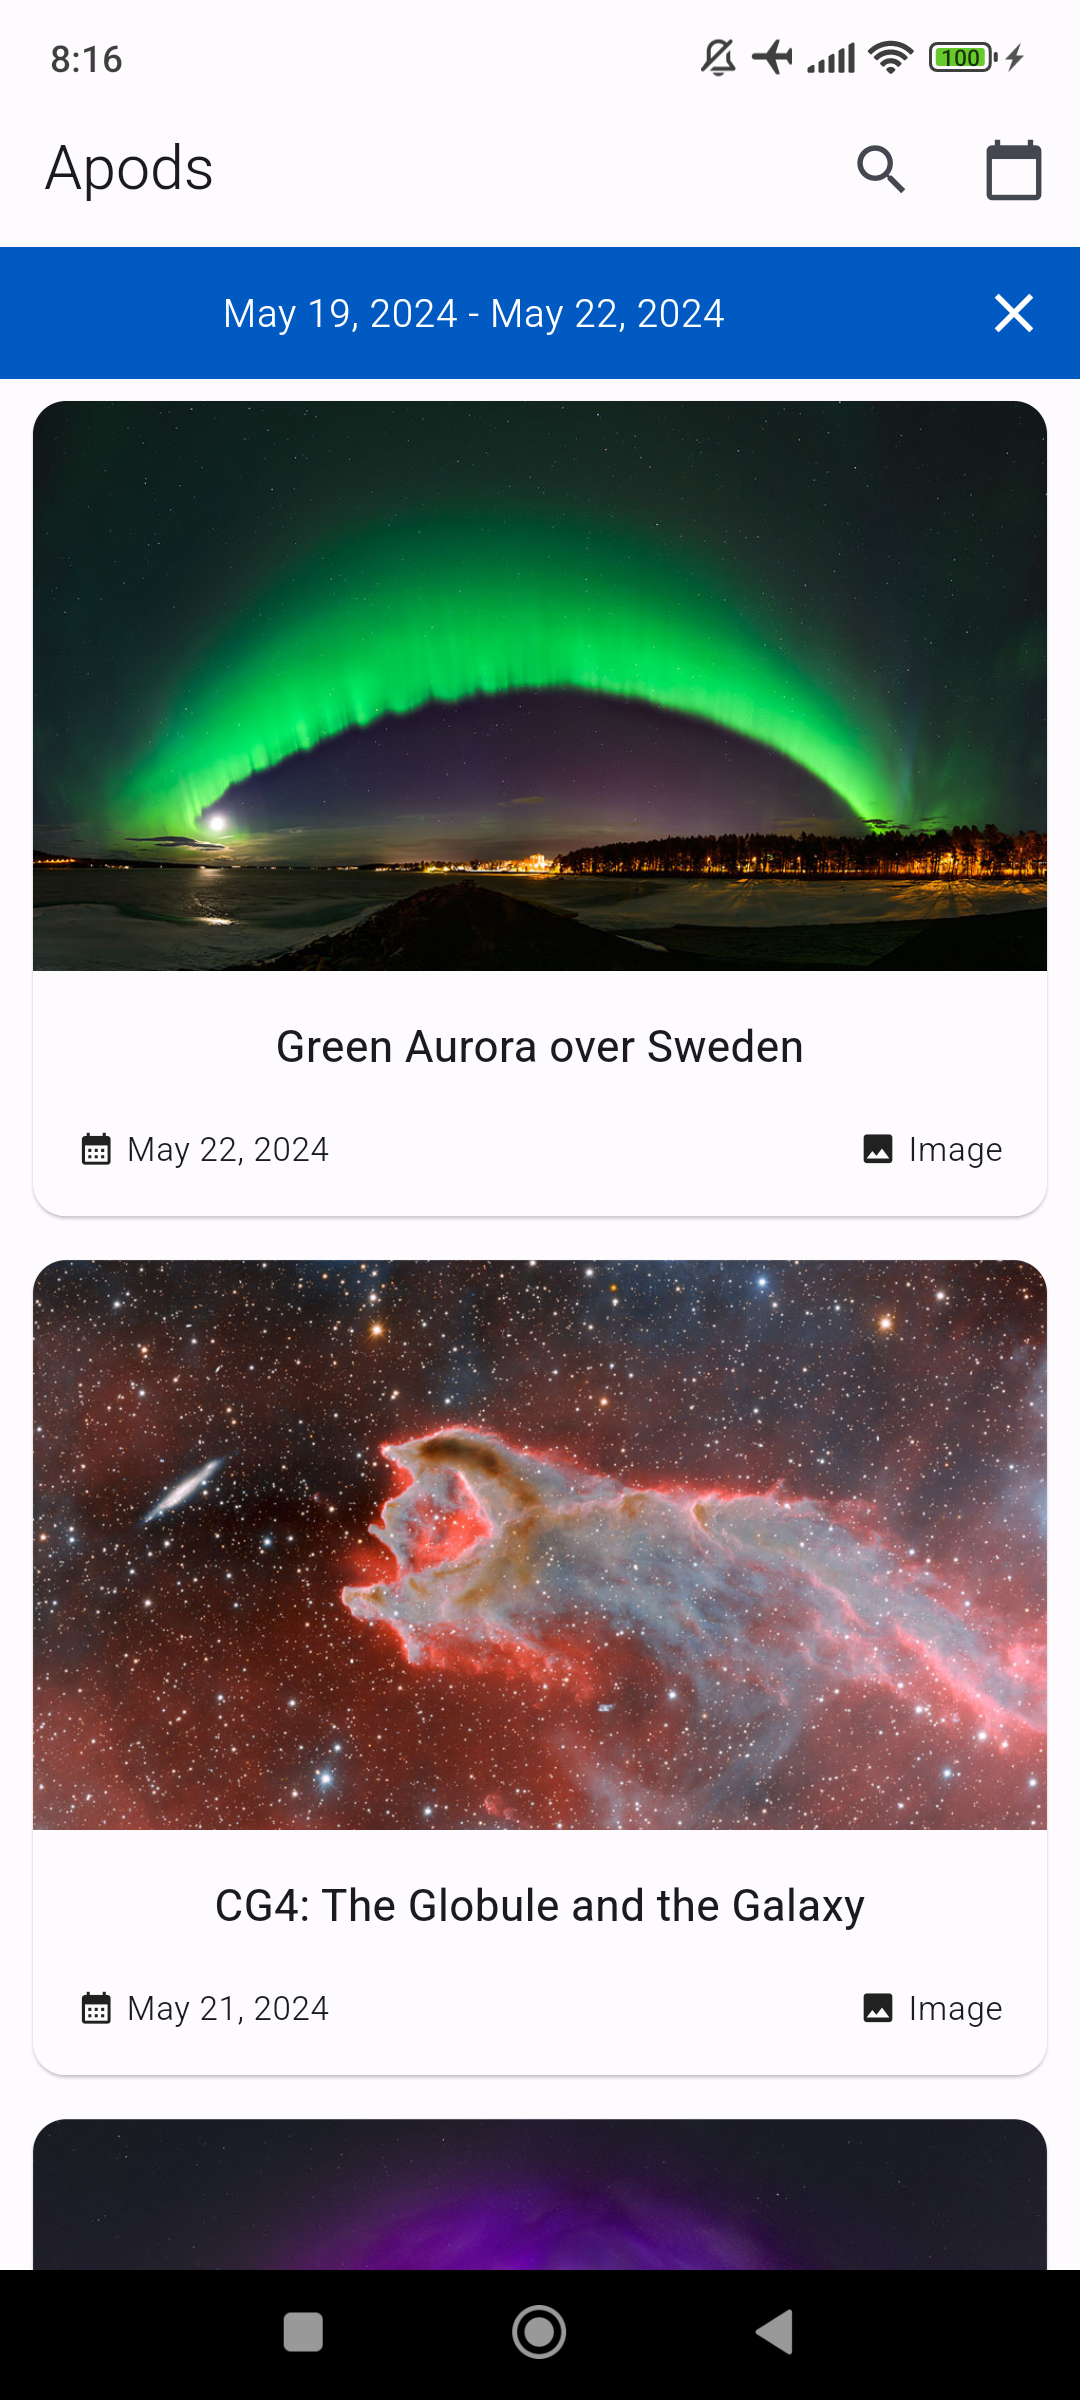 8:16
100
Apods
May 19, 2024 - May 22, 2024
Green Aurora over Sweden
May 22, 2024
Image
CG4: The Globule and the Galaxy
May 21, 2024
Image